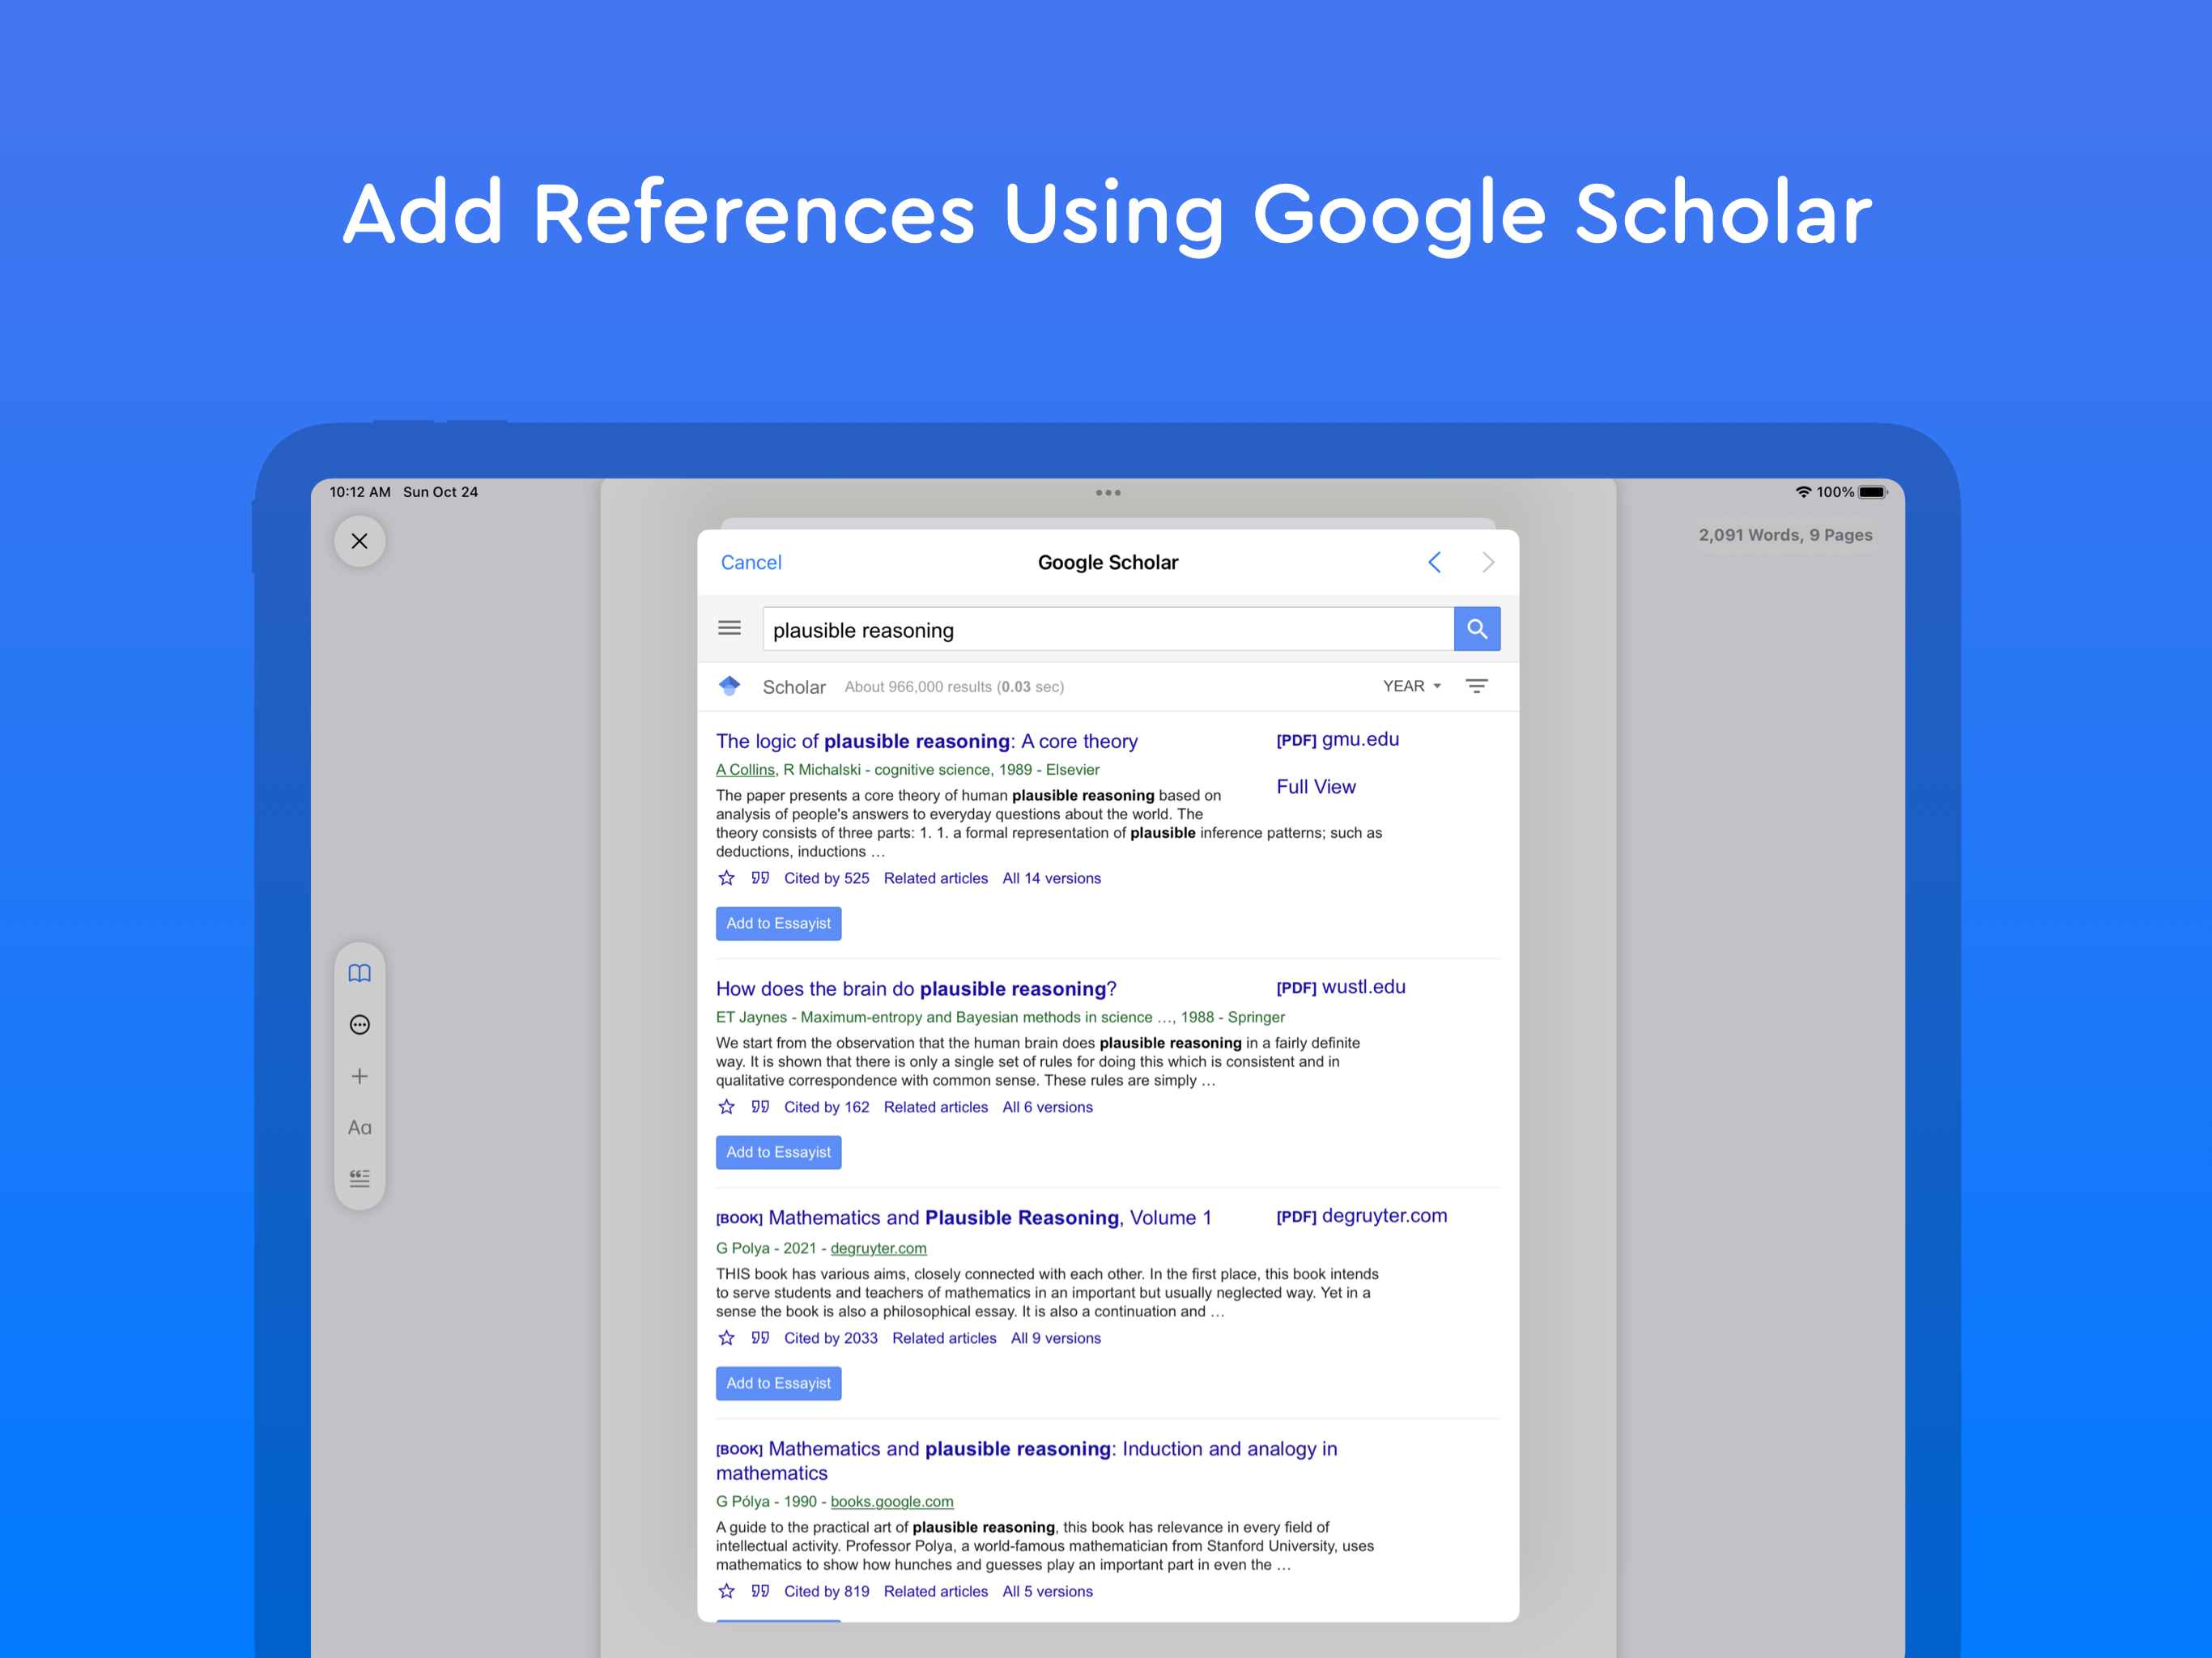 Add References Using Google Scholar
10:12 AM Sun Oct 24
100%
2,091 Words, 9 Pages
Cancel
Google Scholar
plausible reasoning
Scholar
About 966,000 results (0.03 sec)
YEAR
The logic of plausible reasoning: A core theory
[PDF] gmu.edu
A Collins, R Michalski - cognitive science, 1989 - Elsevier
Full View
The paper presents a core theory of human plausible reasoning based on
analysis of people's answers to everyday questions about the world. The
theory consists of three parts: 1. 1. a formal representation of plausible inference patterns; such as
deductions, inductions …
Cited by 525 Related articles All 14 versions
Add to Essayist
How does the brain do plausible reasoning?
[PDF] wustl.edu
ET Jaynes - Maximum-entropy and Bayesian methods in science …, 1988 - Springer
We start from the observation that the human brain does plausible reasoning in a fairly definite
way. It is shown that there is only a single set of rules for doing this which is consistent and in
qualitative correspondence with common sense. These rules are simply …
Cited by 162 Related articles All 6 versions
Add to Essayist
[BOOK] Mathematics and Plausible Reasoning, Volume 1
[PDF] degruyter.com
G Polya - 2021 - degruyter.com
THIS book has various aims, closely connected with each other. In the first place, this book intends
to serve students and teachers of mathematics in an important but usually neglected way. Yet in a
sense the book is also a philosophical essay. It is also a continuation and …
Cited by 2033 Related articles All 9 versions
Add to Essayist
[BOOK] Mathematics and plausible reasoning: Induction and analogy in
mathematics
G Pólya - 1990 - books.google.com
A guide to the practical art of plausible reasoning, this book has relevance in every field of
intellectual activity. Professor Polya, a world-famous mathematician from Stanford University, uses
mathematics to show how hunches and guesses play an important part in even the …
Cited by 819 Related articles All 5 versions
Aa